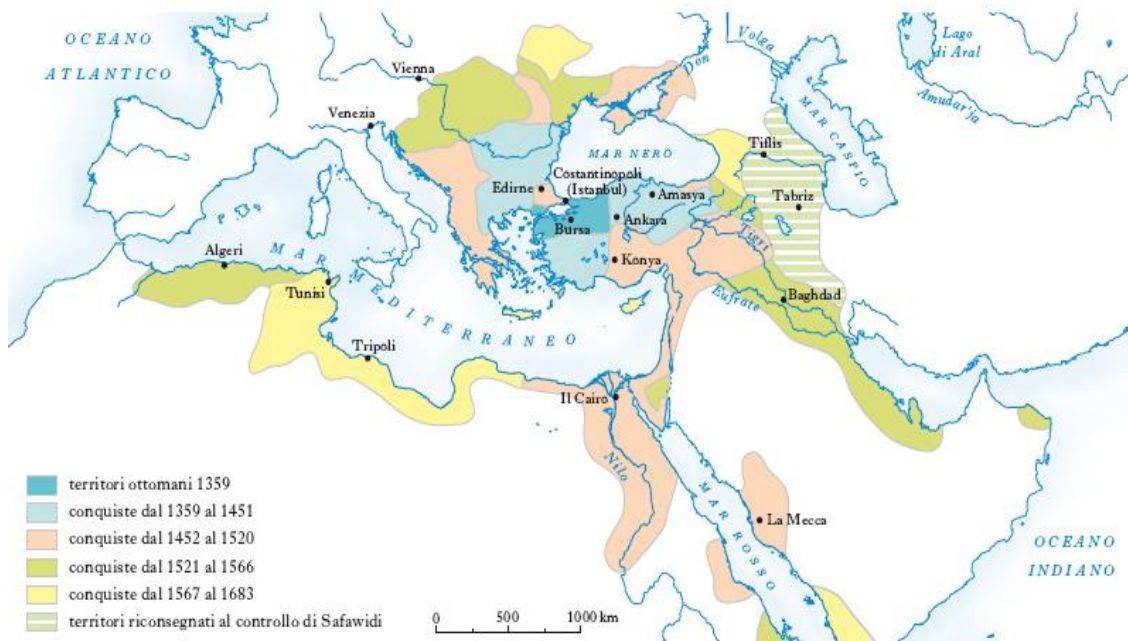 OCEANO
ATLANTICO
Vienna
Venezia
Volga
Don
Lago
di Aral
Amudar'ja
MAR CASPIO
Tiflis
MAR NERO
Costantinopoli
(Istanbul)
Edirne
Amasya
Tabriz
Ankara
Bursa
Tigri
Konya
Algeri
Tunisi
MAR MEDITERRANEO
Eufrate
Baghdad
Tripoli
Il Cairo
Nilo
La Mecca
MAR ROSSO
OCEANO
INDIANO
territori ottomani 1359
conquiste dal 1359 al 1451
conquiste dal 1452 al 1520
conquiste dal 1521 al 1566
conquiste dal 1567 al 1683
territori riconsegnati al controllo di Safawidi
0 500 1000 km